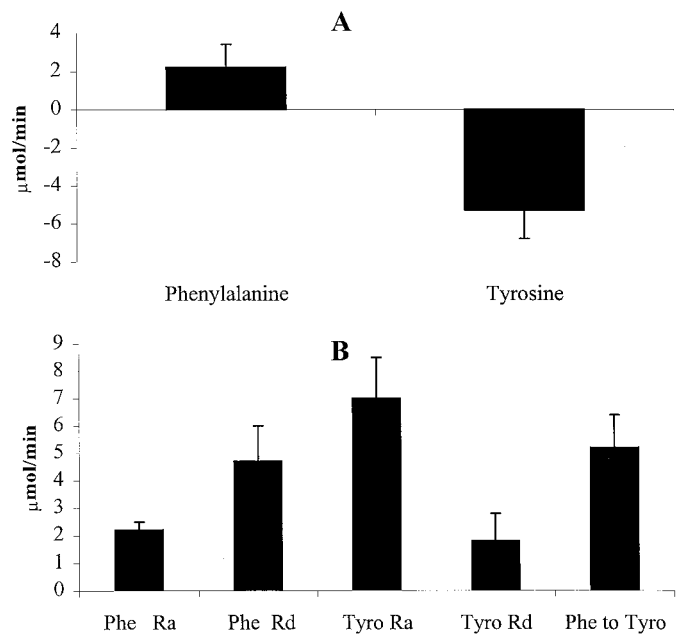 A
4
2
0
-2
-4
-6
-8
μmol/min
Phenylalanine Tyrosine
B
9
8
7
6
5
4
3
2
1
0
μmol/min
Phe Ra Phe Rd Tyro Ra Tyro Rd Phe to Tyro